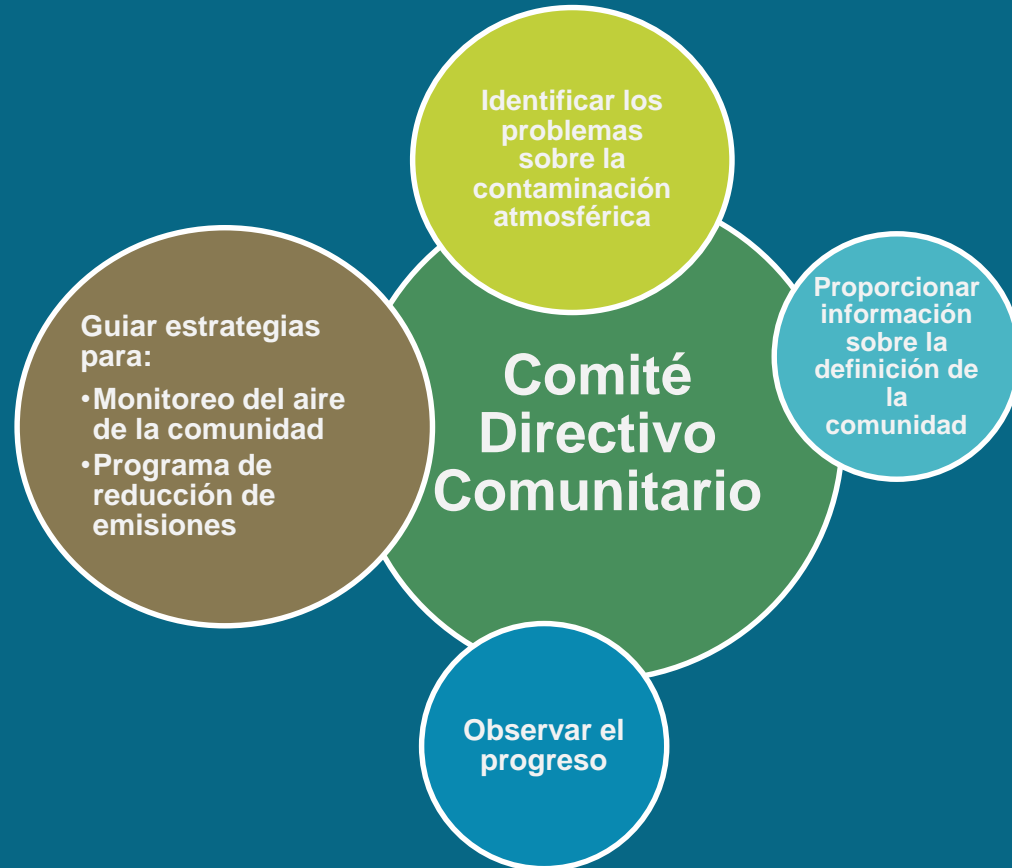 Identificar los
problemas
sobre la
contaminación
atmosférica
Proporcionar
información
sobre la
definición de
la
comunidad
Guiar estrategias
para:
•Monitoreo del aire
de la comunidad
•Programa de
reducción de
emisiones
Comité
Directivo
Comunitario
Observar el
progreso